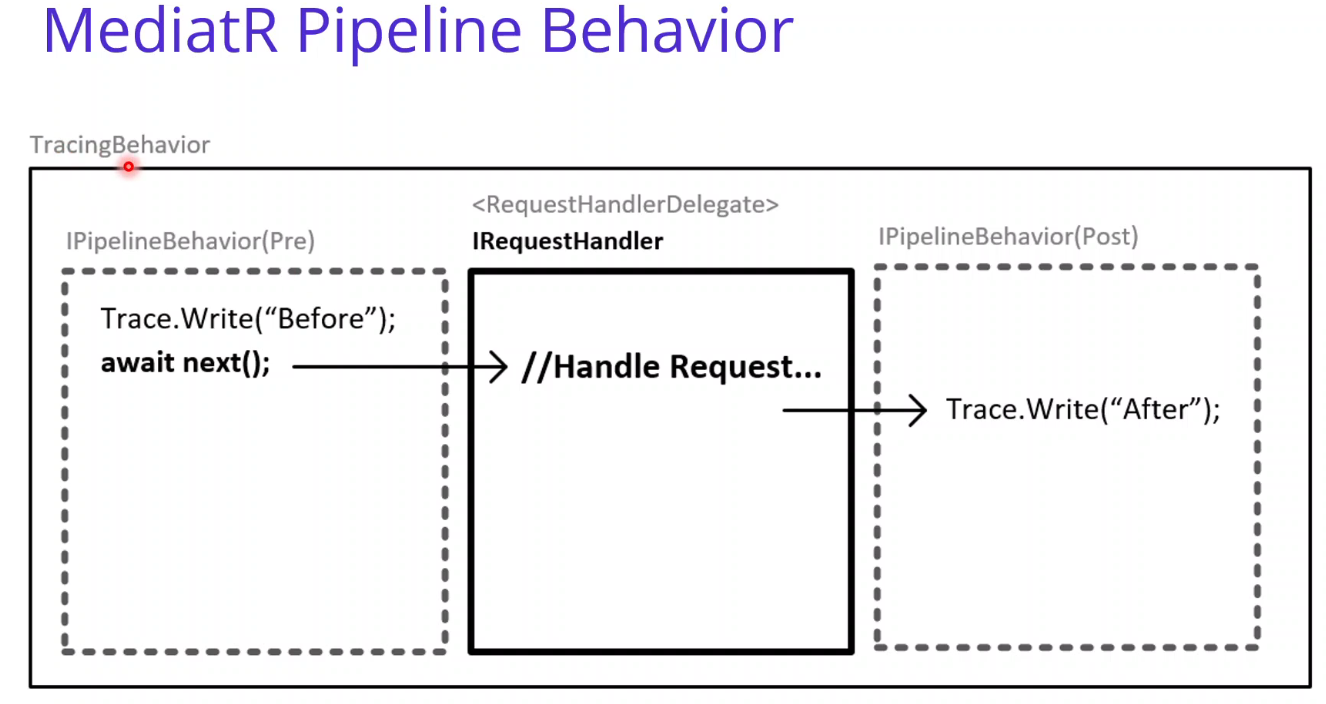 MediatR Pipeline Behavior
TracingBehavior
<RequestHandlerDelegate>
IPipelineBehavior(Pre)
IRequestHandler
IPipelineBehavior(Post)
Trace.Write(“Before”);
await next();
//Handle Request...
Trace.Write(“After”);